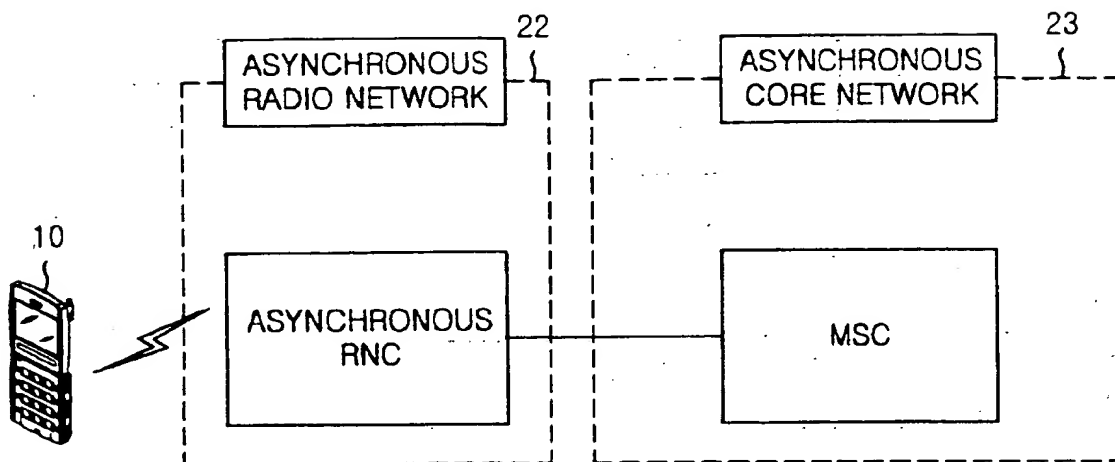 22
23
ASYNCHRONOUS
RADIO NETWORK
ASYNCHRONOUS
CORE NETWORK
10
ASYNCHRONOUS
RNC
MSC